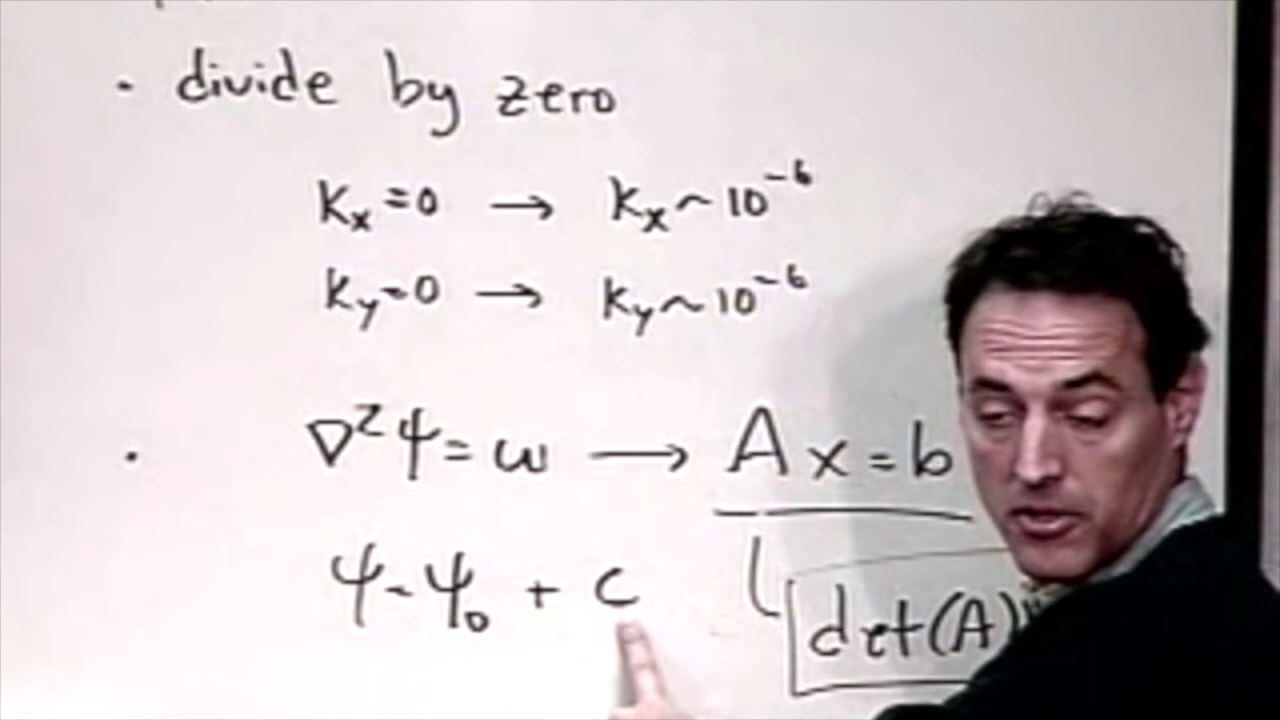 · divide by zero
Kx=0 → Kx~10⁻⁶
Ky=0 → Ky~10⁻⁶
· ∇²ψ=ω → Ax=b
ψ=ψ₀ + C
det(A)